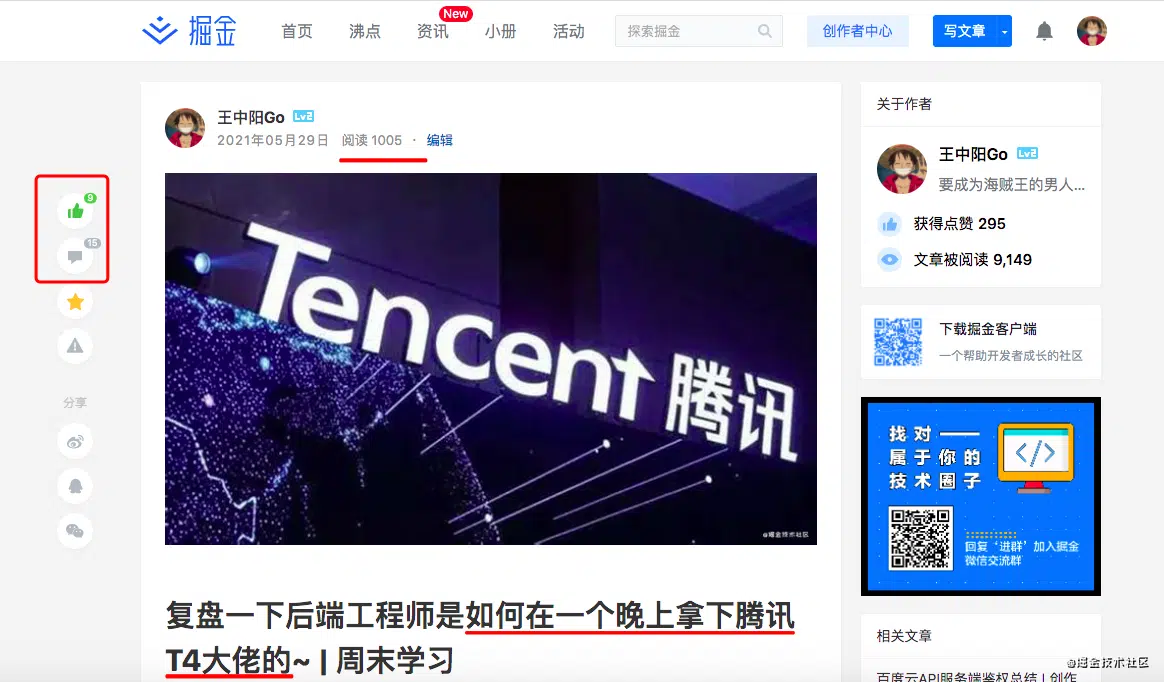 掘金
首页
沸点
资讯
New
小册
活动
探索掘金
创作者中心
写文章
王中阳Go Lv2
2021年05月29日 阅读 1005 · 编辑
9
15
分享
Tencent 腾讯
@掘金技术社区
复盘一下后端工程师是如何在一个晚上拿下腾讯
T4大佬的~ | 周末学习
关于作者
王中阳Go Lv2
要成为海贼王的男人...
获得点赞 295
文章被阅读 9,149
下载掘金客户端
一个帮助开发者成长的社区
找对——
属于你的
技术圈子
</>
回复‘进群’加入掘金
微信交流群
相关文章
百度云API服务端鉴权总结 | 创作
@掘金技术社区